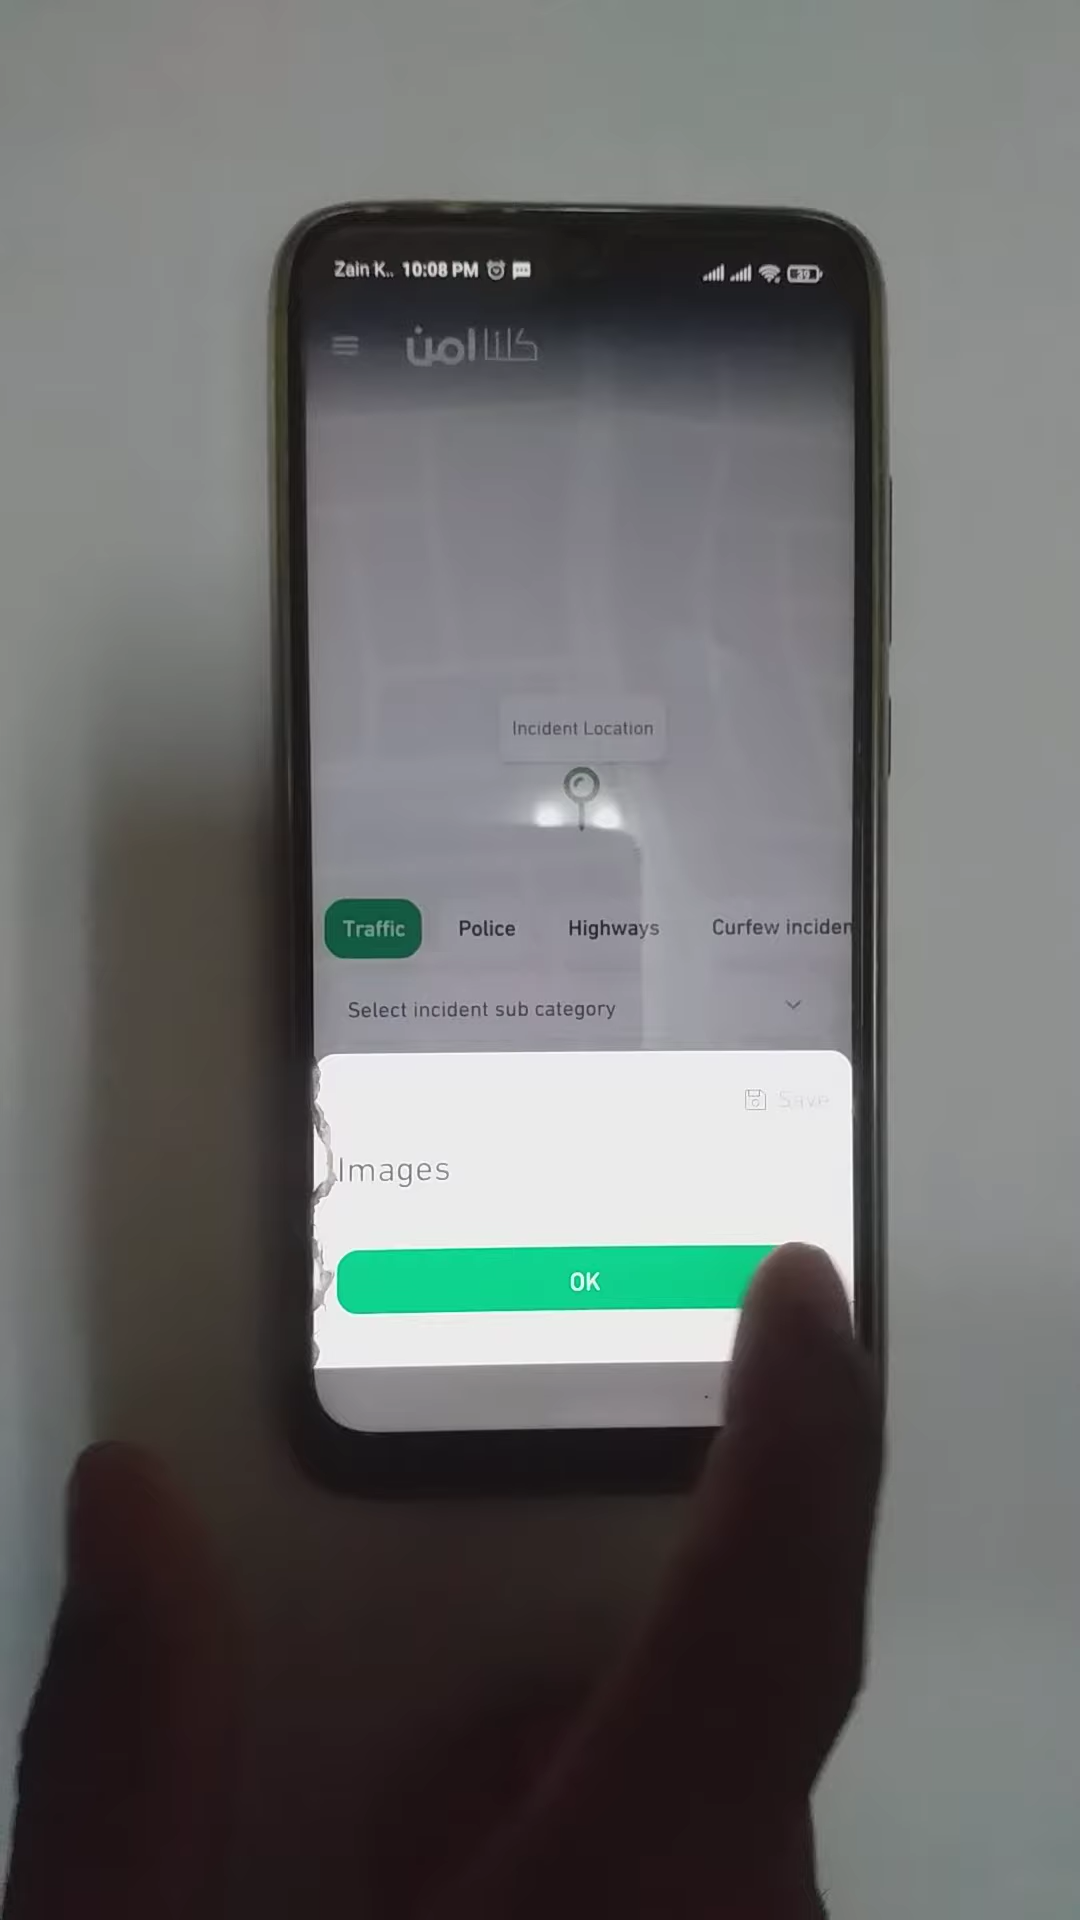 Zain K.. 10:08 PM
39
كلنا امن
Incident Location
Traffic Police Highways Curfew inciden
Select incident sub category
Save
Images
OK